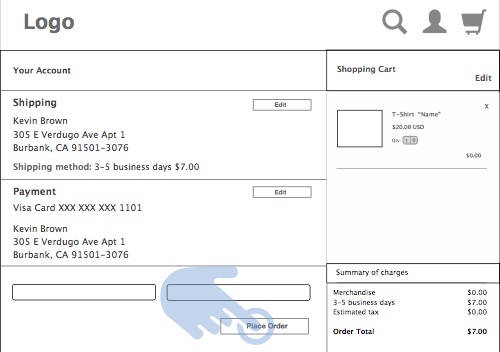 Logo
Your Account
Shipping
Edit
Kevin Brown
305 E Verdugo Ave Apt 1
Burbank, CA 91501-3076
Shipping method: 3-5 business days $7.00
Payment
Edit
Visa Card XXX XXX XXX 1101
Kevin Brown
305 E Verdugo Ave Apt 1
Burbank, CA 91501-3076
Place Order
Shopping Cart
Edit
X
T-Shirt "Name"
$20.00 USD
Qty:
$0.00
Summary of charges
Merchandise $0.00
3-5 business days $7.00
Estimated tax $0.00
Order Total $7.00